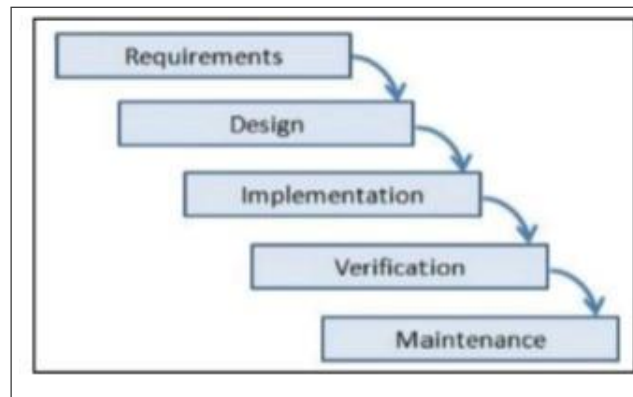 Requirements
Design
Implementation
Verification
Maintenance